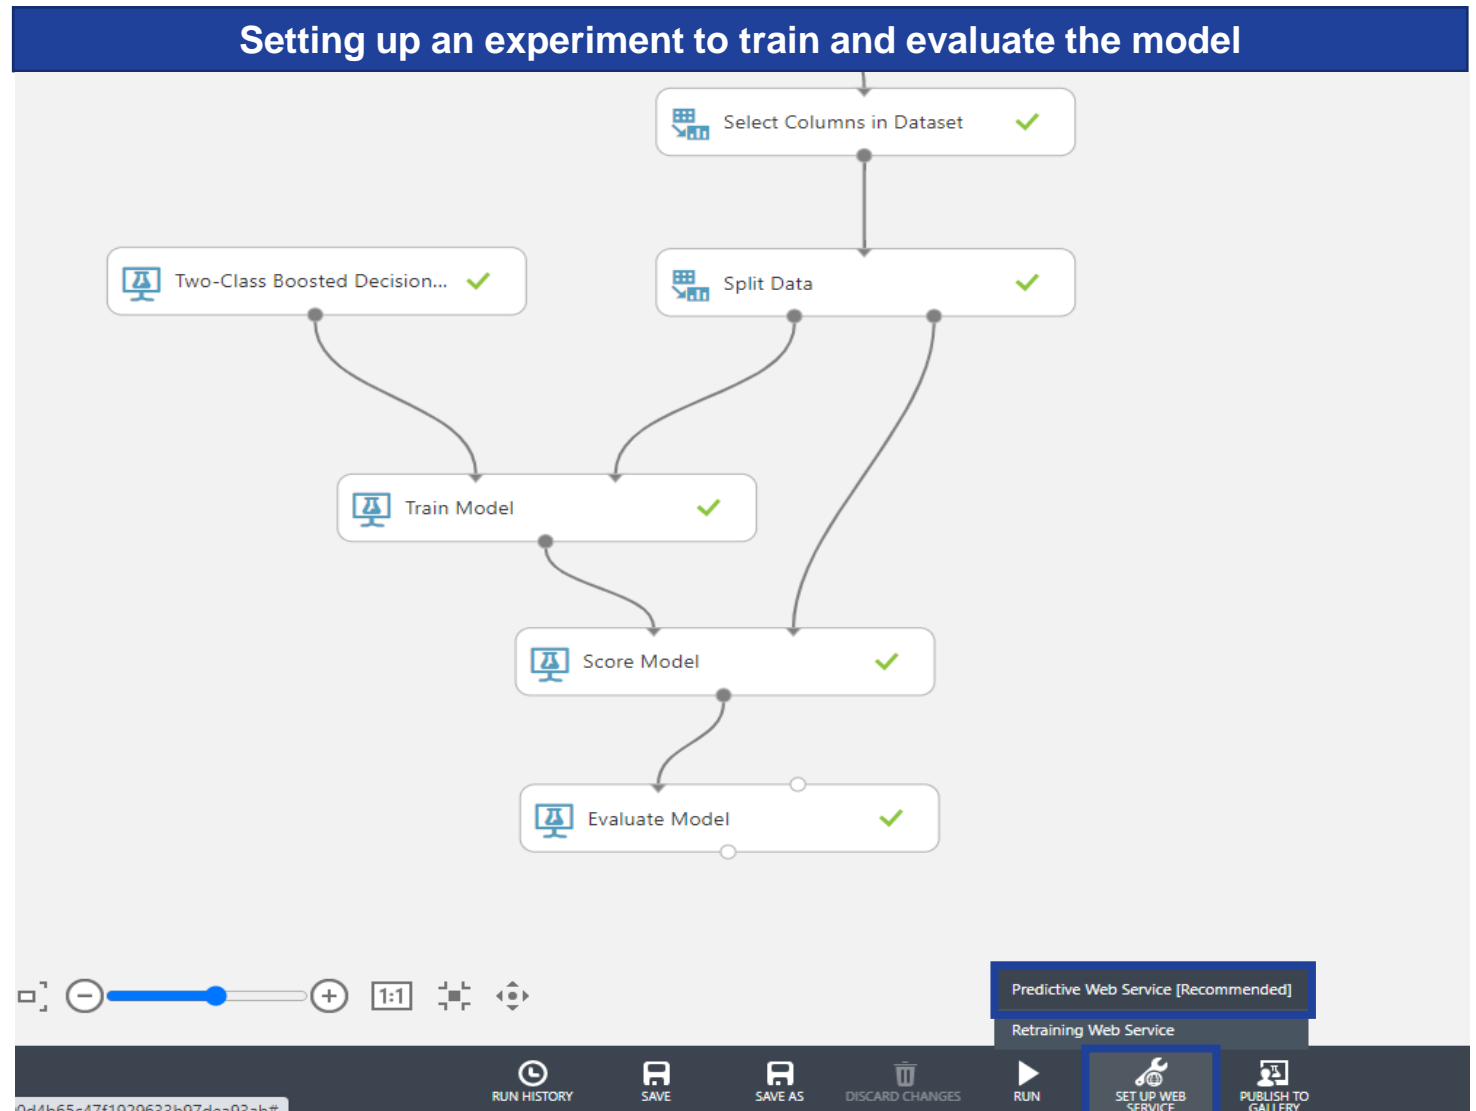 Setting up an experiment to train and evaluate the model
Select Columns in Dataset
Two-Class Boosted Decision...
Split Data
Train Model
Score Model
Evaluate Model
1:1
Predictive Web Service [Recommended]
Retraining Web Service
RUN HISTORY
SAVE
SAVE AS
DISCARD CHANGES
RUN
SET UP WEB
SERVICE
PUBLISH TO
GALLERY